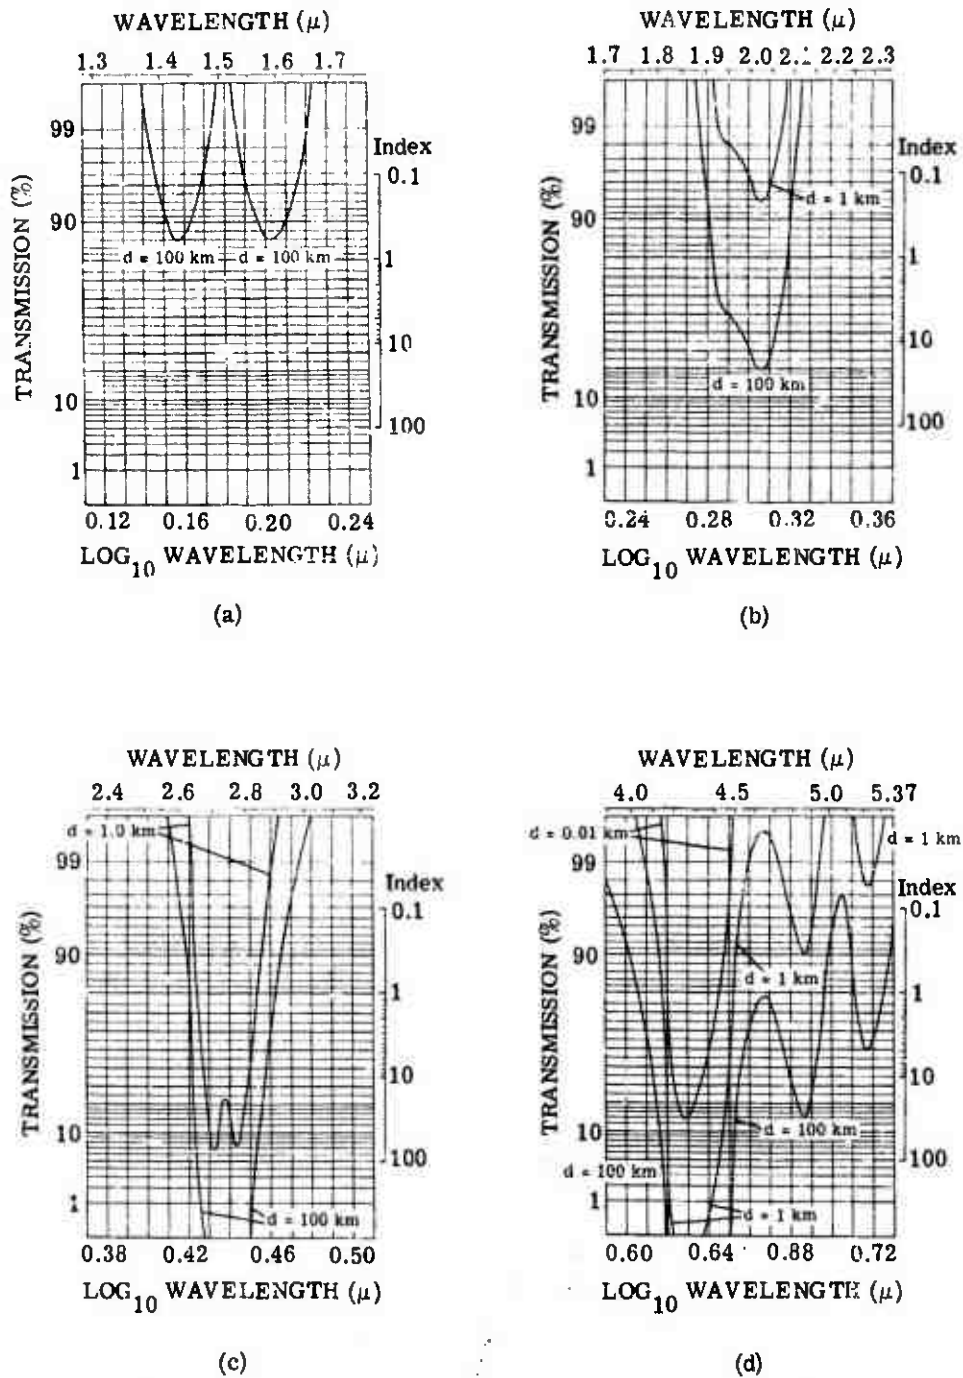 WAVELENGTH (μ)
1.3 1.4 1.5 1.6 1.7
TRANSMISSION (%)
99
90
10
1
Index
0.1
1
10
100
d = 100 km
d = 100 km
0.12 0.16 0.20 0.24
LOG10 WAVELENGTH (μ)
(a)
WAVELENGTH (μ)
1.7 1.8 1.9 2.0 2.1 2.2 2.3
TRANSMISSION (%)
99
90
10
1
Index
0.1
1
10
100
d = 1 km
d = 100 km
0.24 0.28 0.32 0.36
LOG10 WAVELENGTH (μ)
(b)
WAVELENGTH (μ)
2.4 2.6 2.8 3.0 3.2
d = 1.0 km
TRANSMISSION (%)
99
90
10
1
Index
0.1
1
10
100
d = 100 km
0.38 0.42 0.46 0.50
LOG10 WAVELENGTH (μ)
(c)
WAVELENGTH (μ)
4.0 4.5 5.0 5.37
d = 0.01 km
d = 1 km
TRANSMISSION (%)
99
90
10
1
Index
0.1
1
10
100
d = 1 km
d = 100 km
d = 100 km
d = 1 km
0.60 0.64 0.88 0.72
LOG10 WAVELENGTH (μ)
(d)